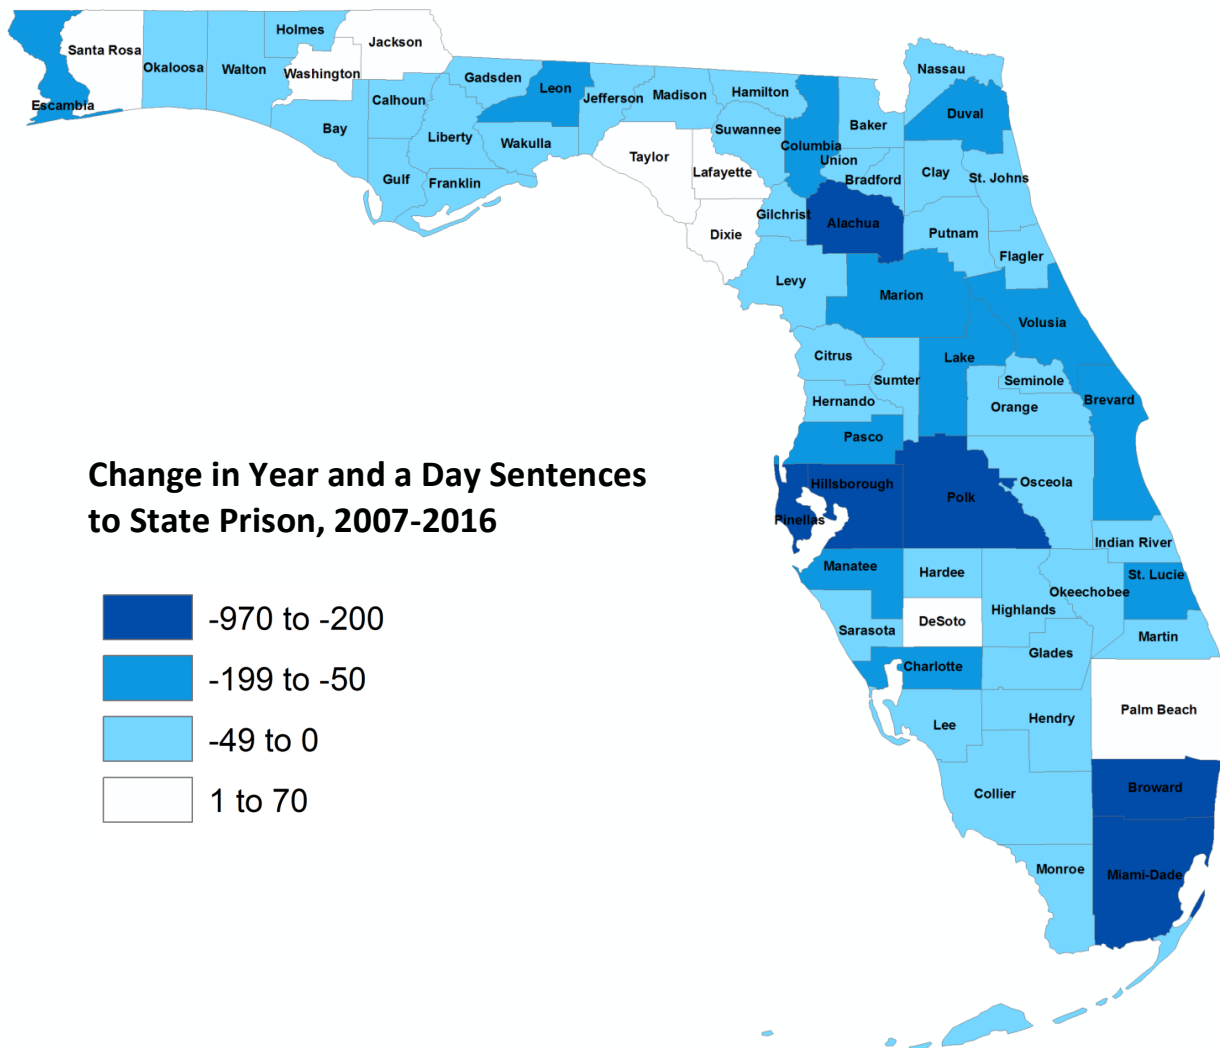 Holmes
Jackson
Santa Rosa
Okaloosa
Walton
Washington
Escambia
Calhoun
Bay
Gadsden
Leon
Jefferson
Madison
Hamilton
Liberty
Wakulla
Gulf
Franklin
Suwannee
Taylor
Lafayette
Columbia
Baker
Nassau
Duval
Union
Bradford
Clay
St. Johns
Dixie
Gilchrist
Alachua
Putnam
Flagler
Levy
Marion
Volusia
Citrus
Sumter
Lake
Seminole
Hernando
Orange
Brevard
Pasco
Hillsborough
Polk
Osceola
Pinellas
Indian River
Manatee
Hardee
Highlands
Okeechobee
St. Lucie
Sarasota
DeSoto
Martin
Charlotte
Glades
Lee
Hendry
Palm Beach
Collier
Broward
Monroe
Miami-Dade
Change in Year and a Day Sentences
to State Prison, 2007-2016
-970 to -200
-199 to -50
-49 to 0
1 to 70